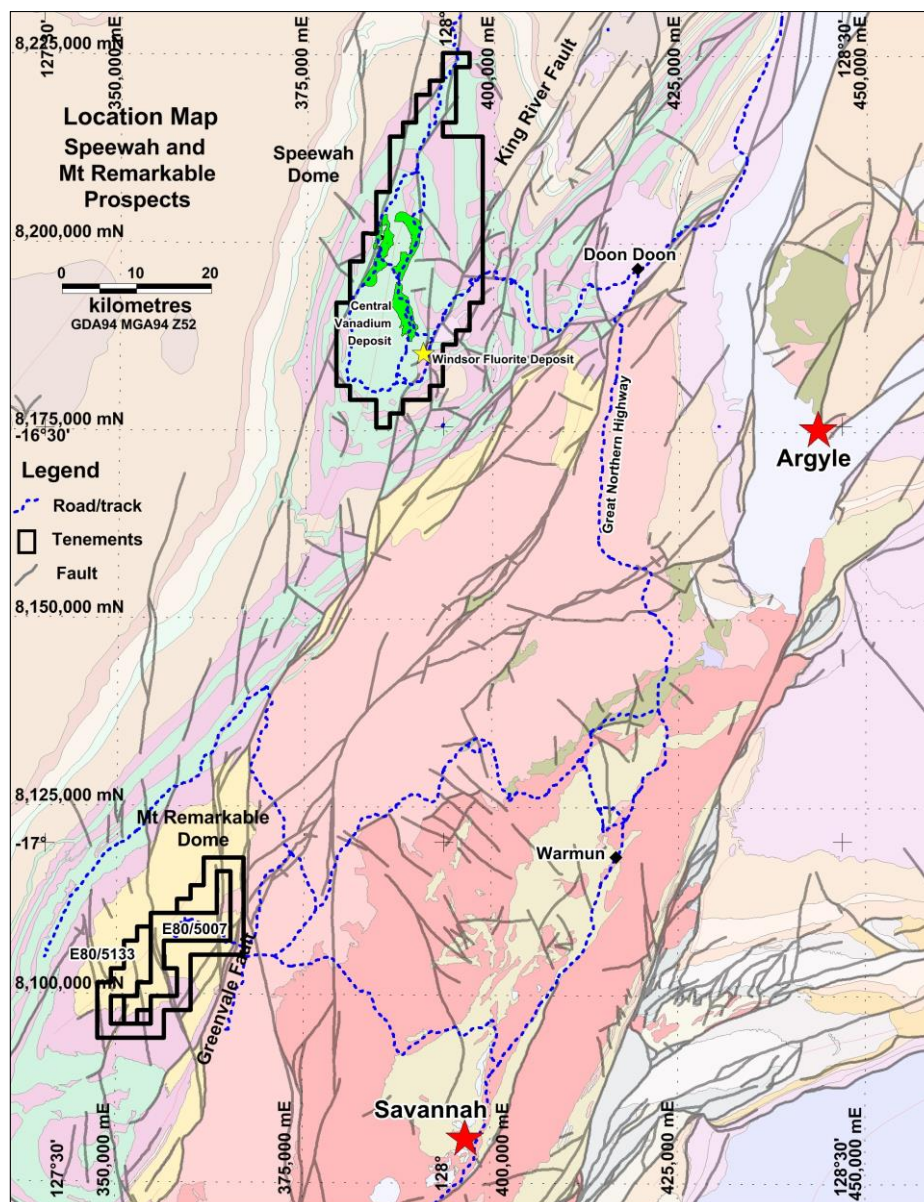 127°30'
350,000 mE
375,000 mE
128°
400,000 mE
425,000 mE
128°30'
450,000 mE
8,225,000 mN
Location Map
Speewah and
Mt Remarkable
Prospects
King River Fault
Speewah
Dome
8,200,000 mN
0 10 20
kilometres
GDA94 MGA94 Z52
Doon Doon
Central
Vanadium
Deposit
Windsor Fluorite Deposit
8,175,000 mN
-16°30'
Great Northern Highway
Argyle
Legend
Road/track
Tenements
Fault
8,150,000 mN
8,125,000 mN
Mt Remarkable
Dome
-17°
Warmun
E80/5007
E80/5133
8,100,000 mN
Greenvale Fault
Savannah
127°30'
350,000 mE
375,000 mE
128°
400,000 mE
425,000 mE
128°30'
450,000 mE